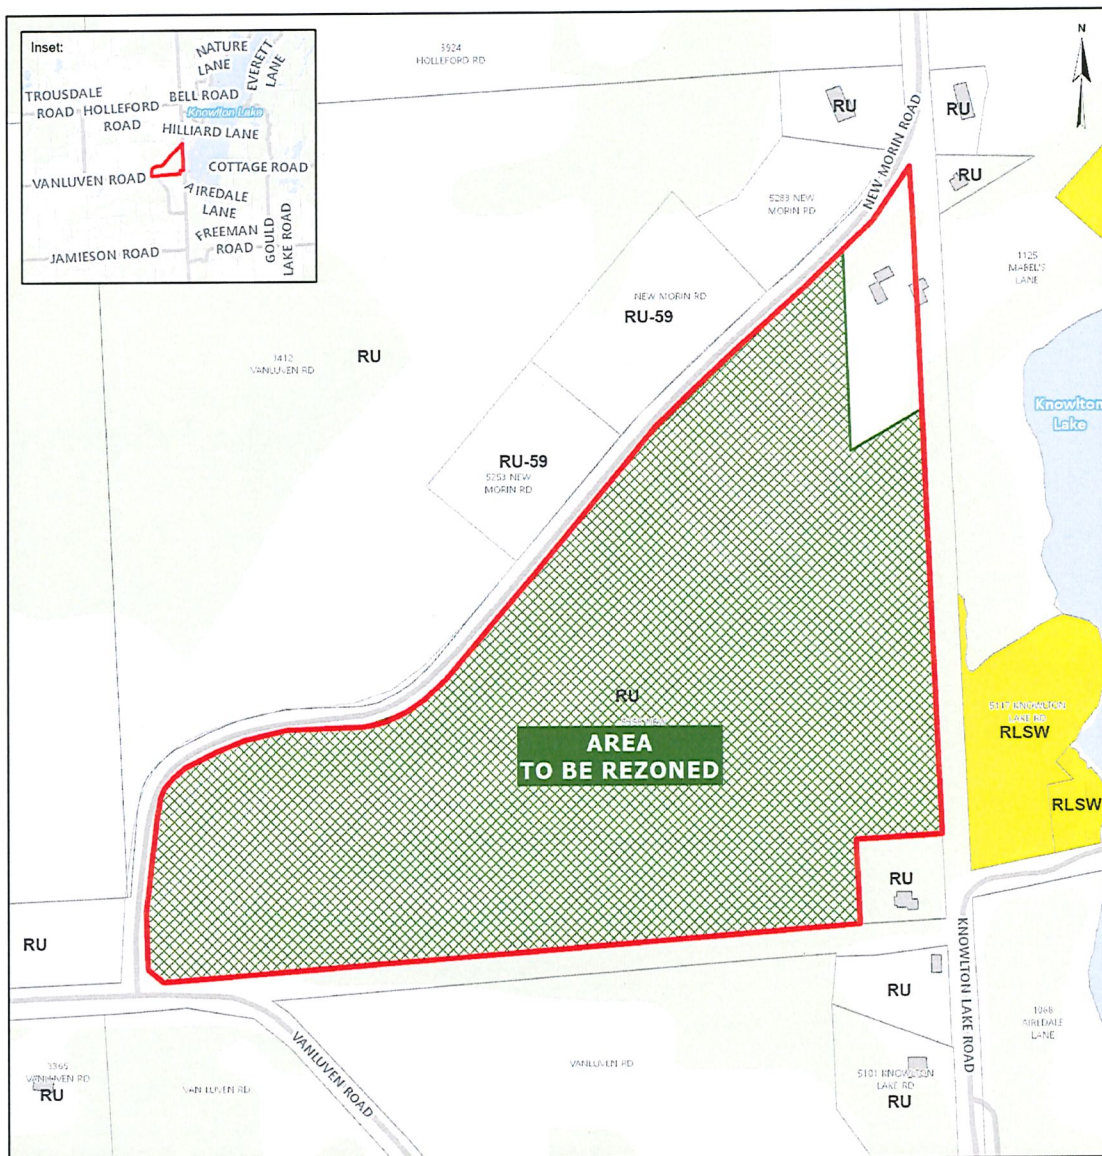 Inset:
NATURE
LANE
EVERETT
LANE
TROUSDALE
ROAD
HOLLEFORD
ROAD
BELL ROAD
Knowlton Lake
HILLIARD LANE
VANLUVEN ROAD
COTTAGE ROAD
AIREDALE
LANE
FREEMAN
ROAD
GOULD
LAKE ROAD
JAMIESON ROAD
3924
HOLLEFORD RD
N
RU
RU
NEW MORIN ROAD
RU
5283 NEW
MORIN RD
1125
MABEL'S
LANE
NEW MORIN RD
RU-59
3412
VANLUVEN RD
RU
Knowlton
Lake
RU-59
5253 NEW
MORIN RD
RU
AREA
TO BE REZONED
5117 KNOWLTON
LAKE RD
RLSW
RLSW
RU
RU
KNOWLTON LAKE ROAD
RU
1068
AIREDALE
LANE
VANLUVEN ROAD
3365
VANLUVEN RD
RU
VAN LUVEN RD
VANLUVEN RD
5101 KNOWLTON
LAKE RD
RU